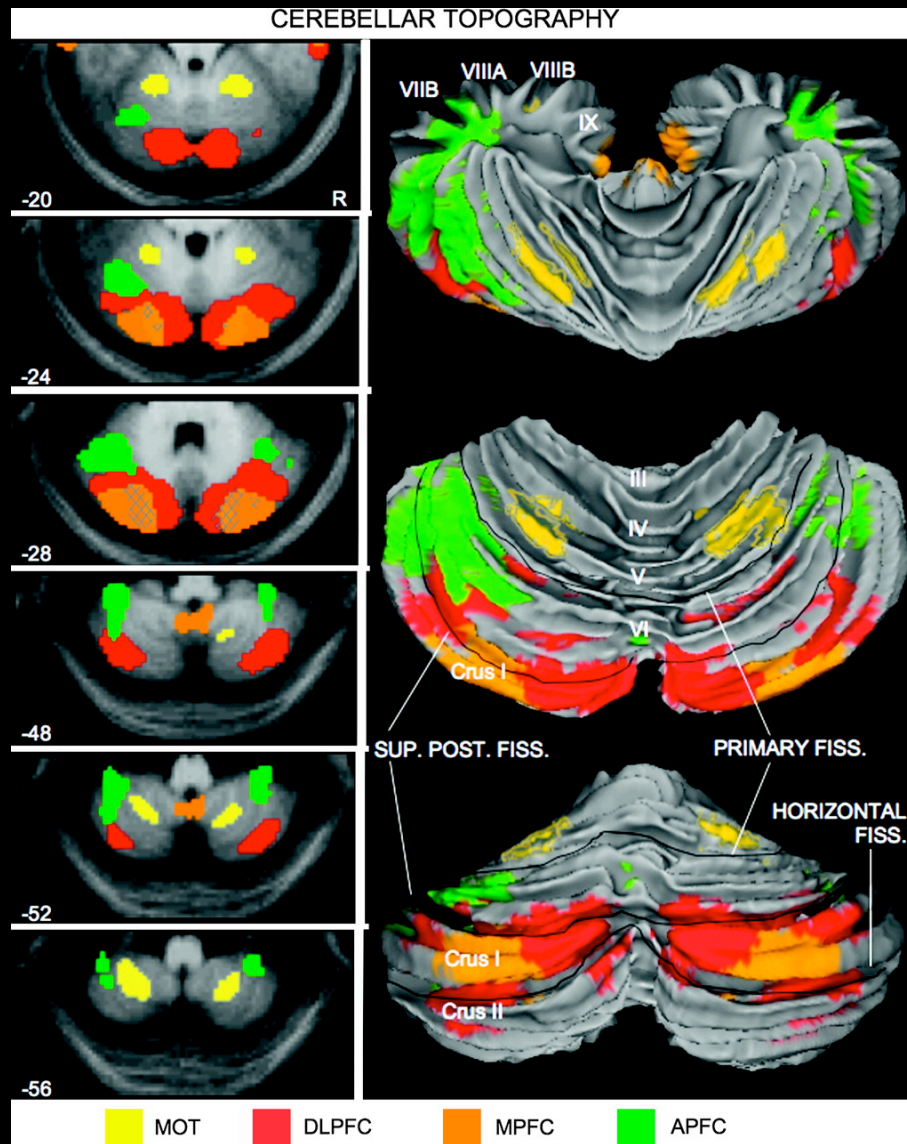 CEREBELLAR TOPOGRAPHY
-20
R
-24
-28
-48
-52
-56
VIIB
VIIIA
VIIIB
IX
III
IV
V
VI
Crus I
SUP. POST. FISS.
PRIMARY FISS.
HORIZONTAL
FISS.
Crus I
Crus II
MOT
DLPFC
MPFC
APFC